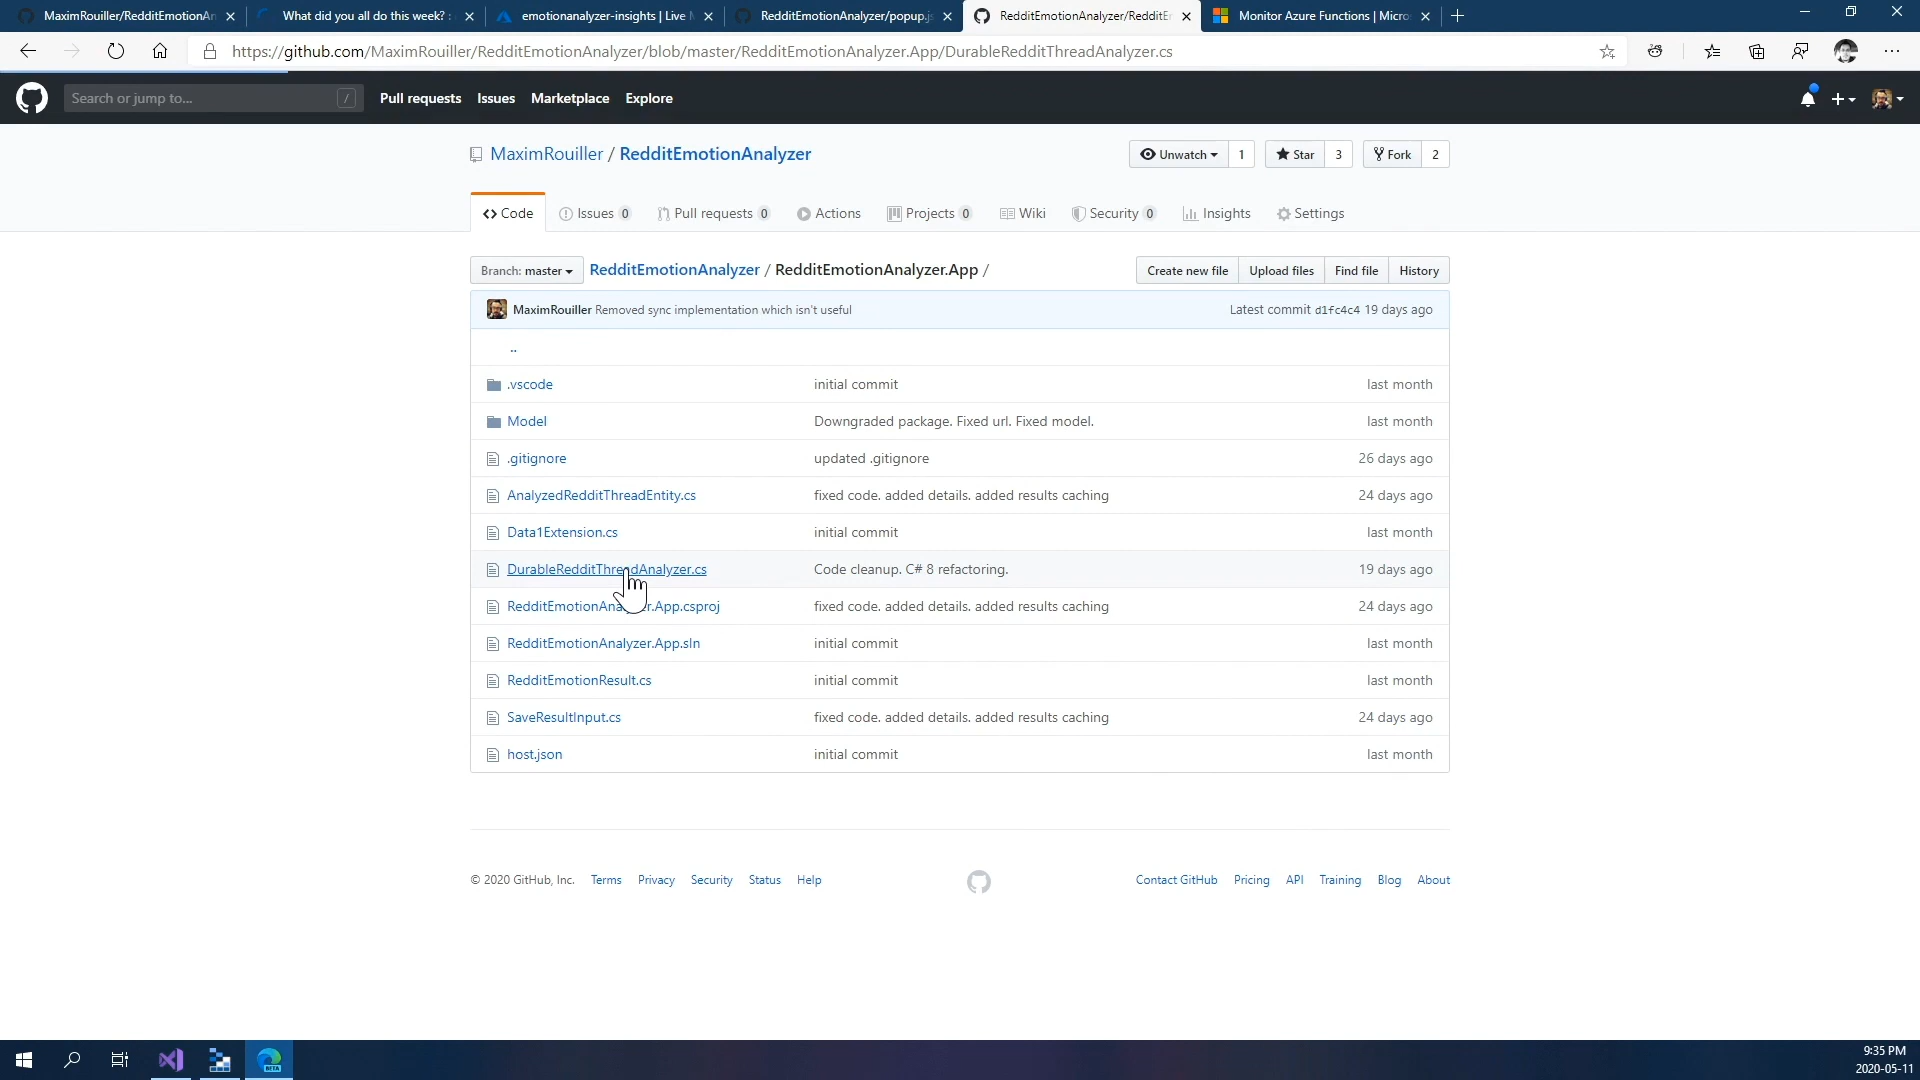 MaximRouiller/RedditEmotionAn
What did you all do this week? :
emotionanalyzer-insights | Live M
RedditEmotionAnalyzer/popup.js
RedditEmotionAnalyzer/RedditEm
Monitor Azure Functions | Micro
https://github.com/MaximRouiller/RedditEmotionAnalyzer/blob/master/RedditEmotionAnalyzer.App/DurableRedditThreadAnalyzer.cs
Search or jump to... /
Pull requests Issues Marketplace Explore
MaximRouiller / RedditEmotionAnalyzer
Unwatch 1 Star 3 Fork 2
Code Issues 0 Pull requests 0 Actions Projects 0 Wiki Security 0 Insights Settings
Branch: master RedditEmotionAnalyzer / RedditEmotionAnalyzer.App /
Create new file Upload files Find file History
MaximRouiller Removed sync implementation which isn't useful Latest commit d1fc4c4 19 days ago
..
.vscode initial commit last month
Model Downgraded package. Fixed url. Fixed model. last month
.gitignore updated .gitignore 26 days ago
AnalyzedRedditThreadEntity.cs fixed code. added details. added results caching 24 days ago
Data1Extension.cs initial commit last month
DurableRedditThreadAnalyzer.cs Code cleanup. C# 8 refactoring. 19 days ago
RedditEmotionAnalyzer.App.csproj fixed code. added details. added results caching 24 days ago
RedditEmotionAnalyzer.App.sln initial commit last month
RedditEmotionResult.cs initial commit last month
SaveResultInput.cs fixed code. added details. added results caching 24 days ago
host.json initial commit last month
© 2020 GitHub, Inc. Terms Privacy Security Status Help
Contact GitHub Pricing API Training Blog About
BETA
9:35 PM
2020-05-11